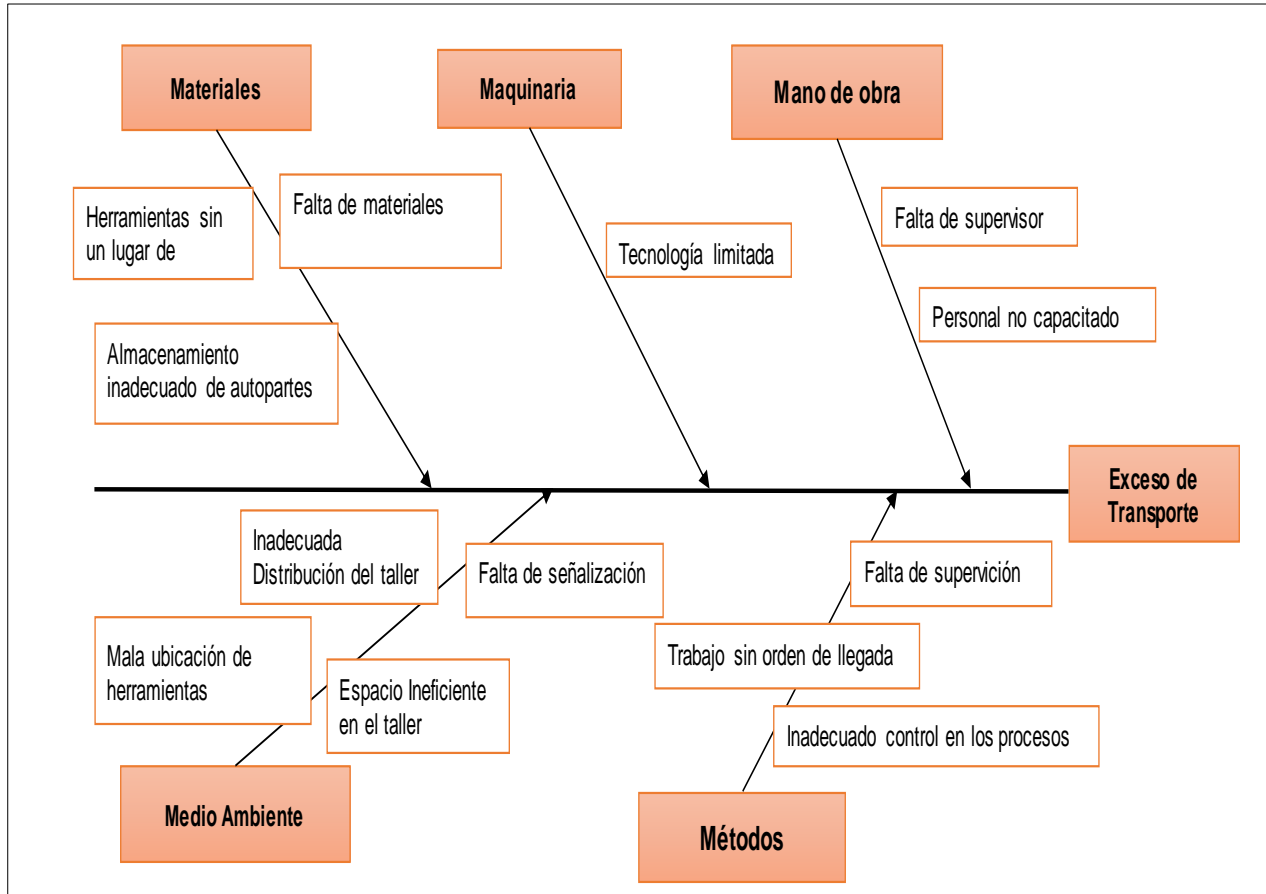 Materiales
Maquinaria
Mano de obra
Herramientas sin
un lugar de
Falta de materiales
Tecnología limitada
Falta de supervisor
Personal no capacitado
Almacenamiento
inadecuado de autopartes
Exceso de
Transporte
Inadecuada
Distribución del taller
Falta de señalización
Falta de supervición
Mala ubicación de
herramientas
Espacio Ineficiente
en el taller
Trabajo sin orden de llegada
Inadecuado control en los procesos
Medio Ambiente
Métodos